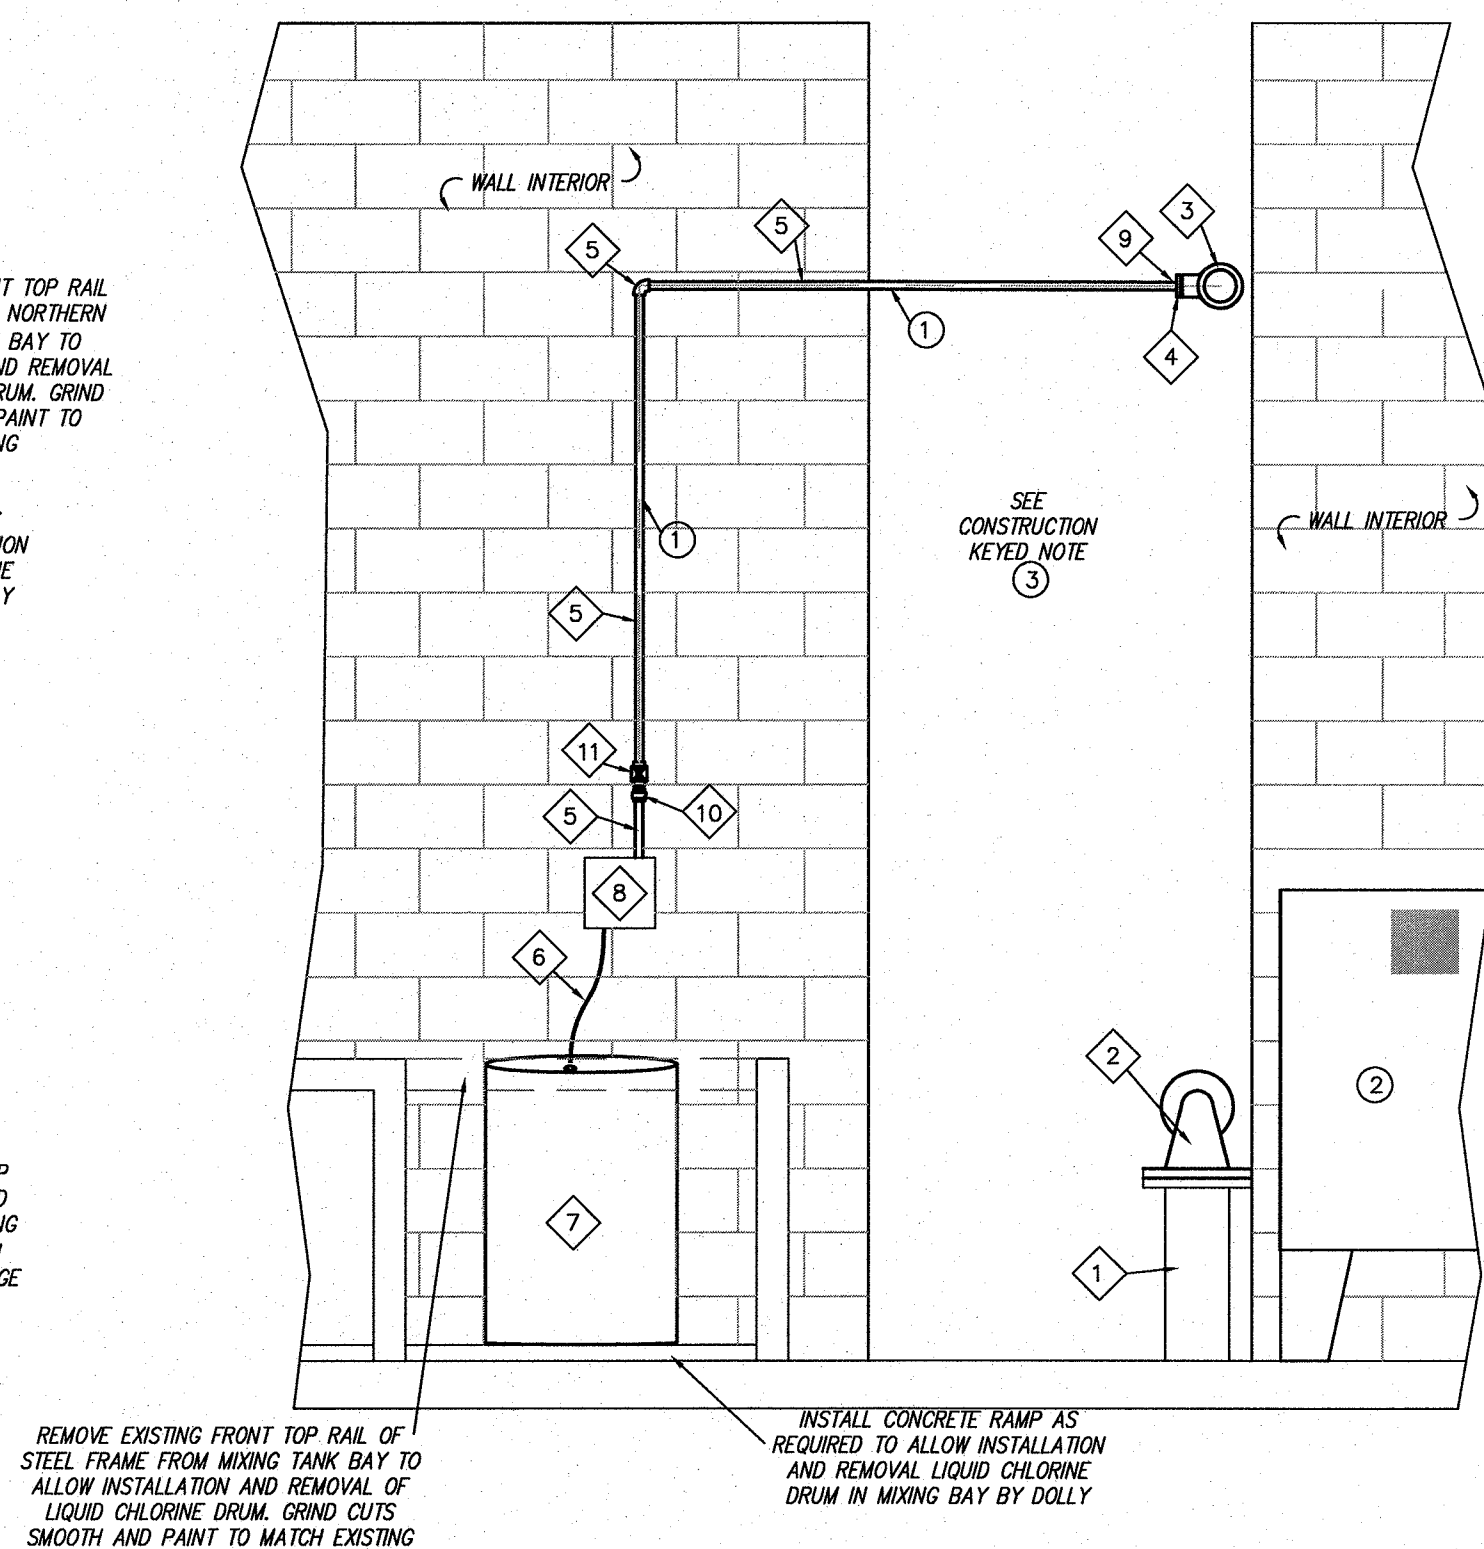 WALL INTERIOR
5
5
9
3
1
4
T TOP RAIL
NORTHERN
BAY TO
ND REMOVAL
RUM. GRIND
PAINT TO
NG
1
SEE
CONSTRUCTION
KEYED NOTE
3
WALL INTERIOR
ION
NE
Y
5
11
10
5
8
6
2
2
7
1
P
D
NG
GE
REMOVE EXISTING FRONT TOP RAIL OF
STEEL FRAME FROM MIXING TANK BAY TO
ALLOW INSTALLATION AND REMOVAL OF
LIQUID CHLORINE DRUM. GRIND CUTS
SMOOTH AND PAINT TO MATCH EXISTING
INSTALL CONCRETE RAMP AS
REQUIRED TO ALLOW INSTALLATION
AND REMOVAL LIQUID CHLORINE
DRUM IN MIXING BAY BY DOLLY